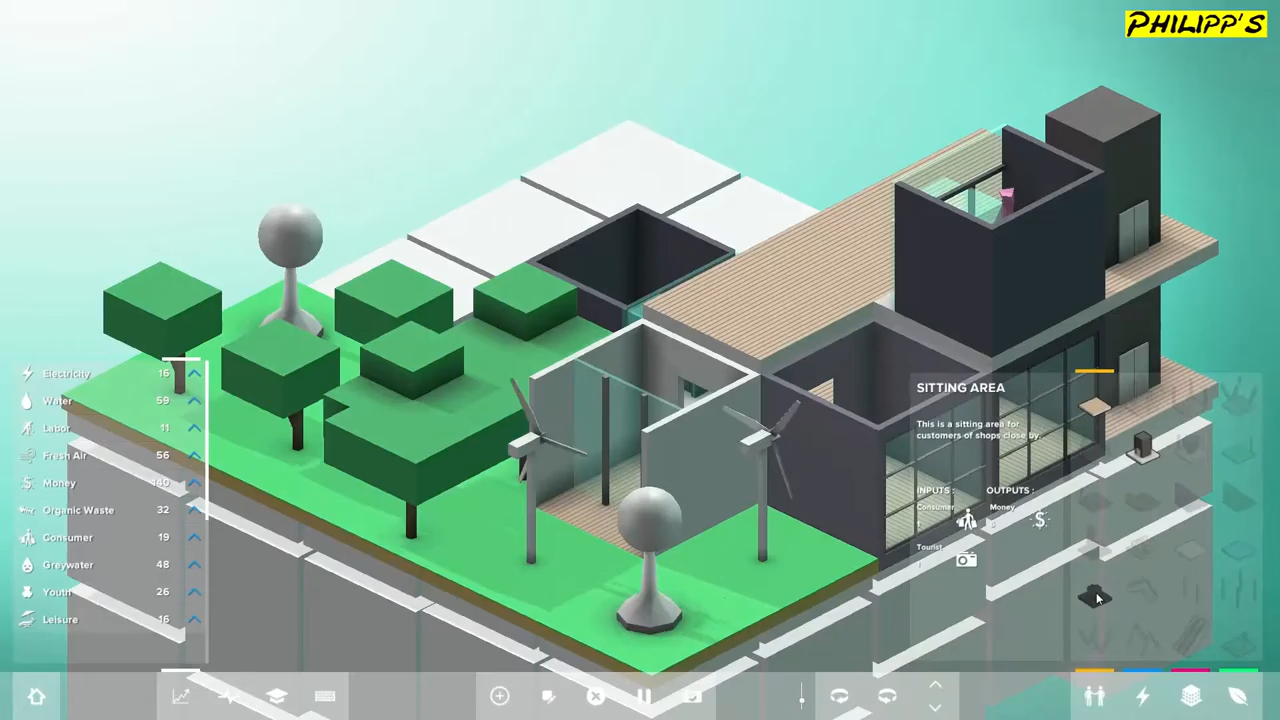 PHILIPP'S
SITTING AREA
This is a sitting area for
customers of shops close by.
INPUTS : OUTPUTS :
Consumer Money
1
Tourist
Electricity 16
Water 59
Labor 11
Fresh Air 56
Money 140
Organic Waste 32
Consumer 19
Greywater 48
Youth 26
Leisure 16